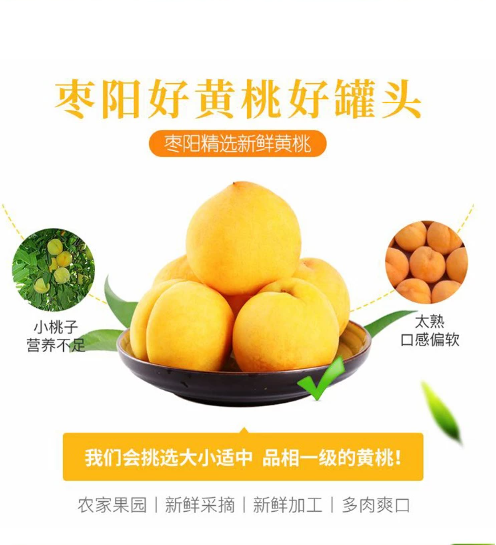 枣阳好黄桃好罐头
枣阳精选新鲜黄桃
小桃子
营养不足
太熟
口感偏软
我们会挑选大小适中 品相一级的黄桃!
农家果园|新鲜采摘|新鲜加工|多肉爽口